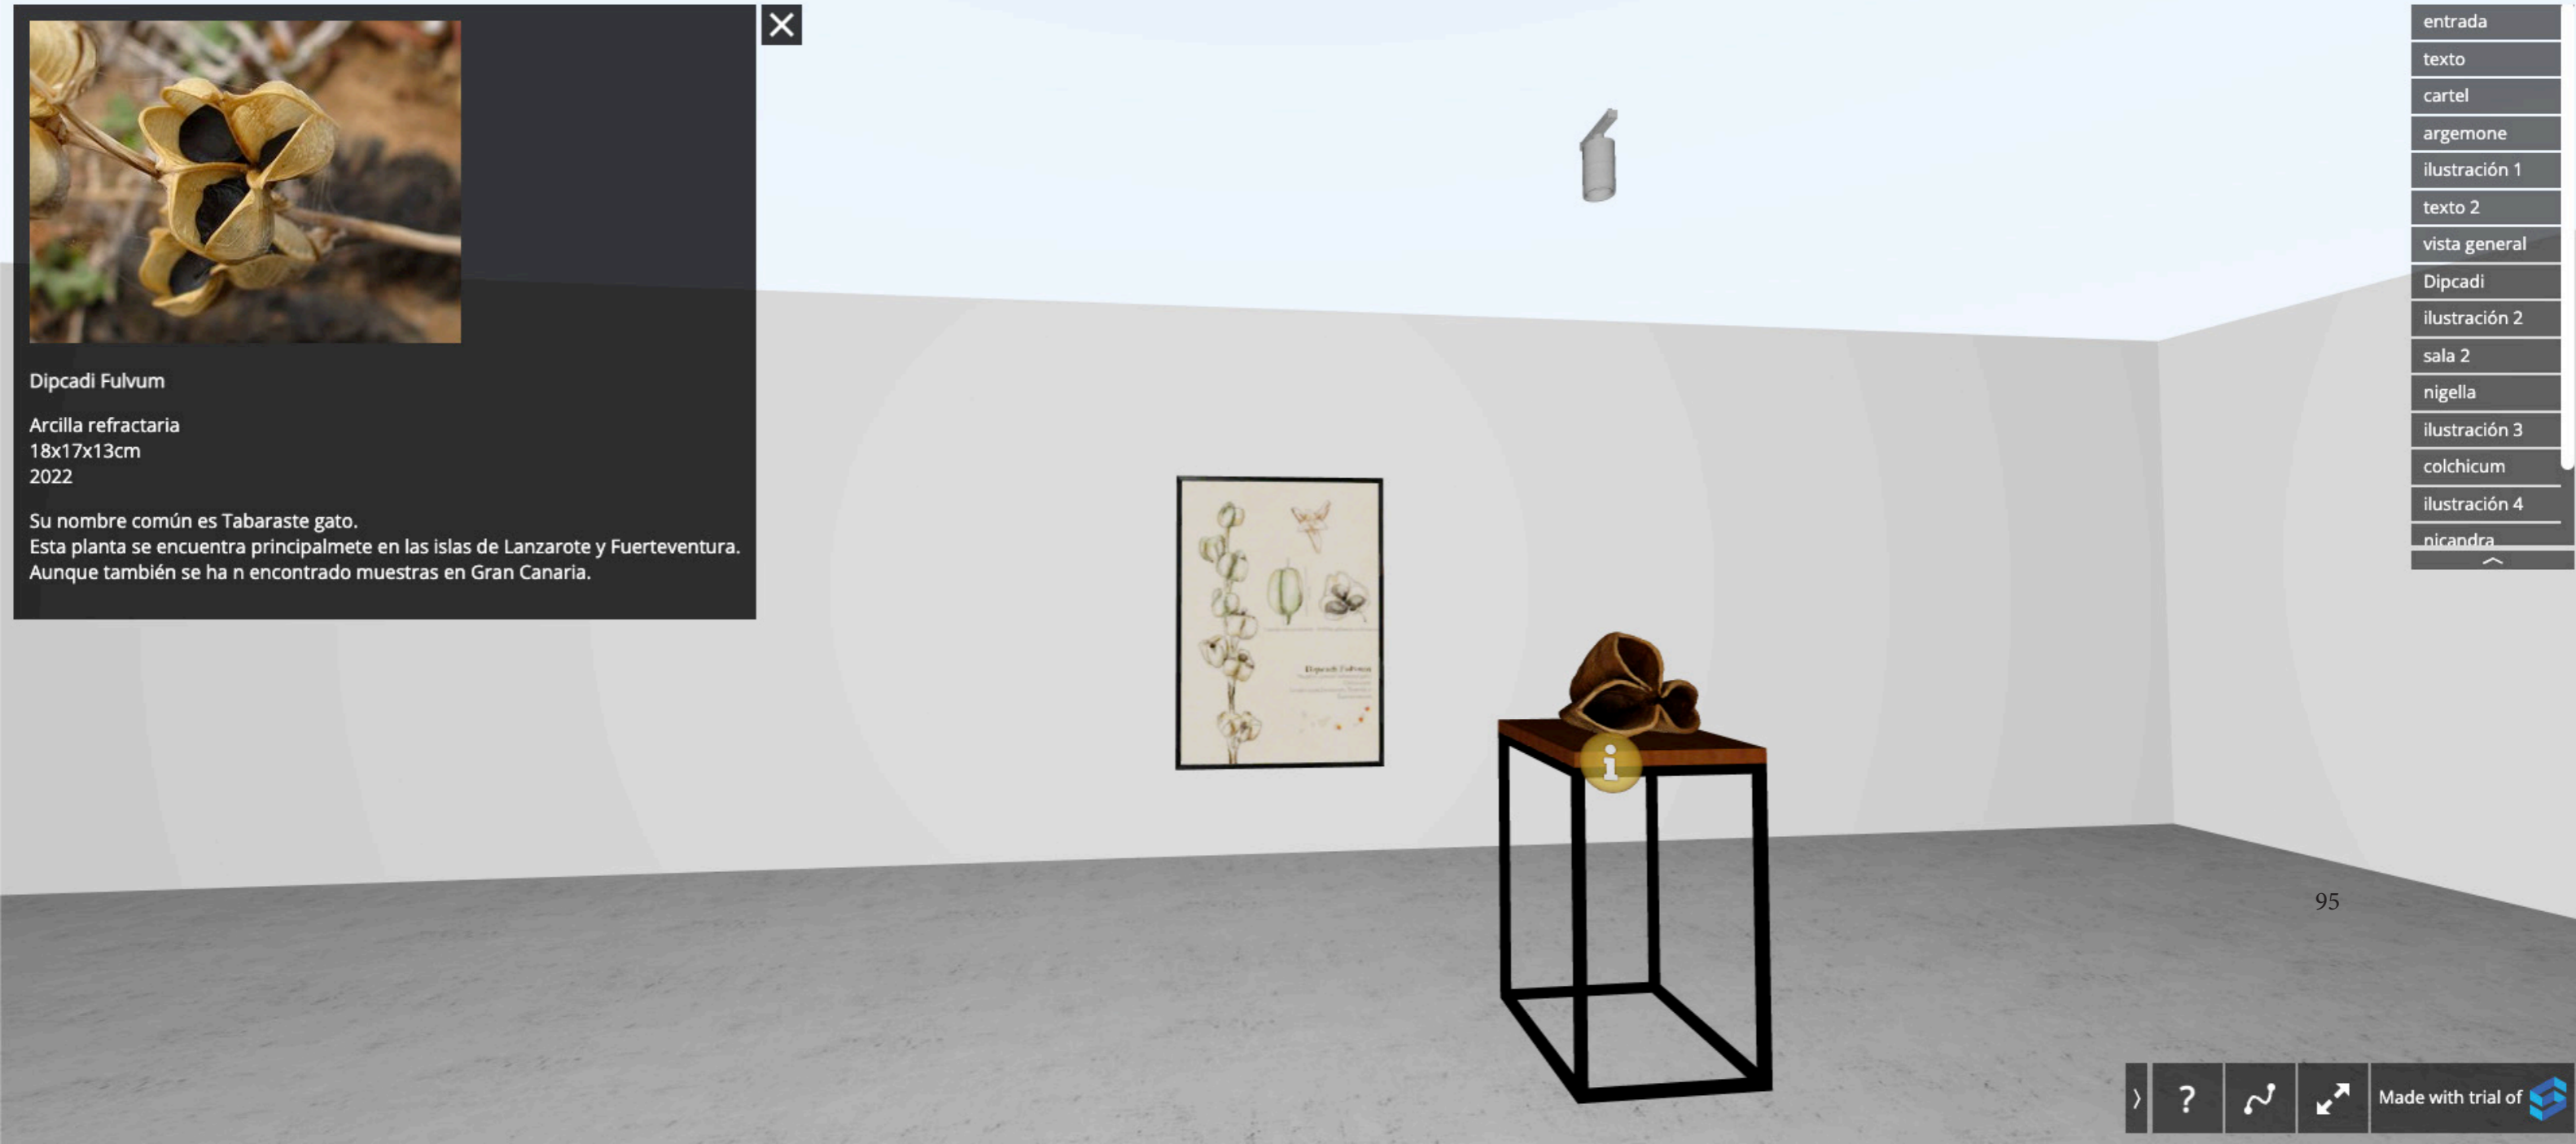 Dipcadi Fulvum
Arcilla refractaria
18x17x13cm
2022
Su nombre común es Tabaraste gato.
Esta planta se encuentra principalmete en las islas de Lanzarote y Fuerteventura.
Aunque también se ha n encontrado muestras en Gran Canaria.
entrada
texto
cartel
argemone
ilustración 1
texto 2
vista general
Dipcadi
ilustración 2
sala 2
nigella
ilustración 3
colchicum
ilustración 4
nicandra
Dipcadi Fulvum
i
95
?
Made with trial of